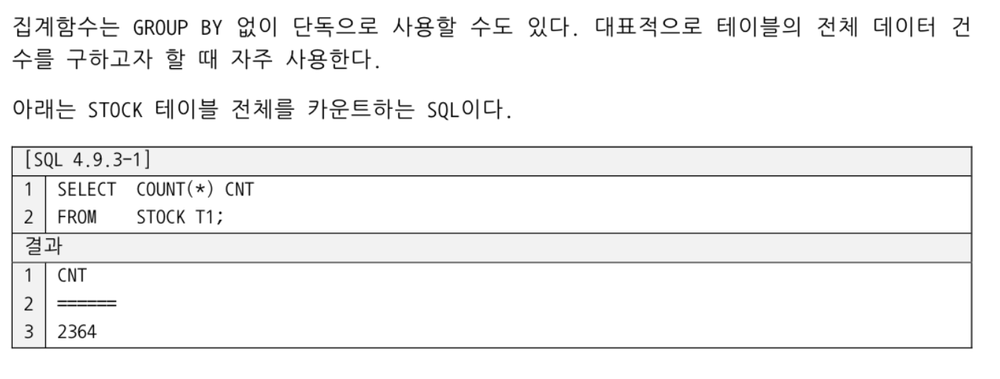 집계함수는 GROUP BY 없이 단독으로 사용할 수도 있다. 대표적으로 테이블의 전체 데이터 건
수를 구하고자 할 때 자주 사용한다.
아래는 STOCK 테이블 전체를 카운트하는 SQL이다.
[SQL 4.9.3-1]
1 SELECT COUNT(*) CNT
2 FROM STOCK T1;
결과
1 CNT
2 ======
3 2364